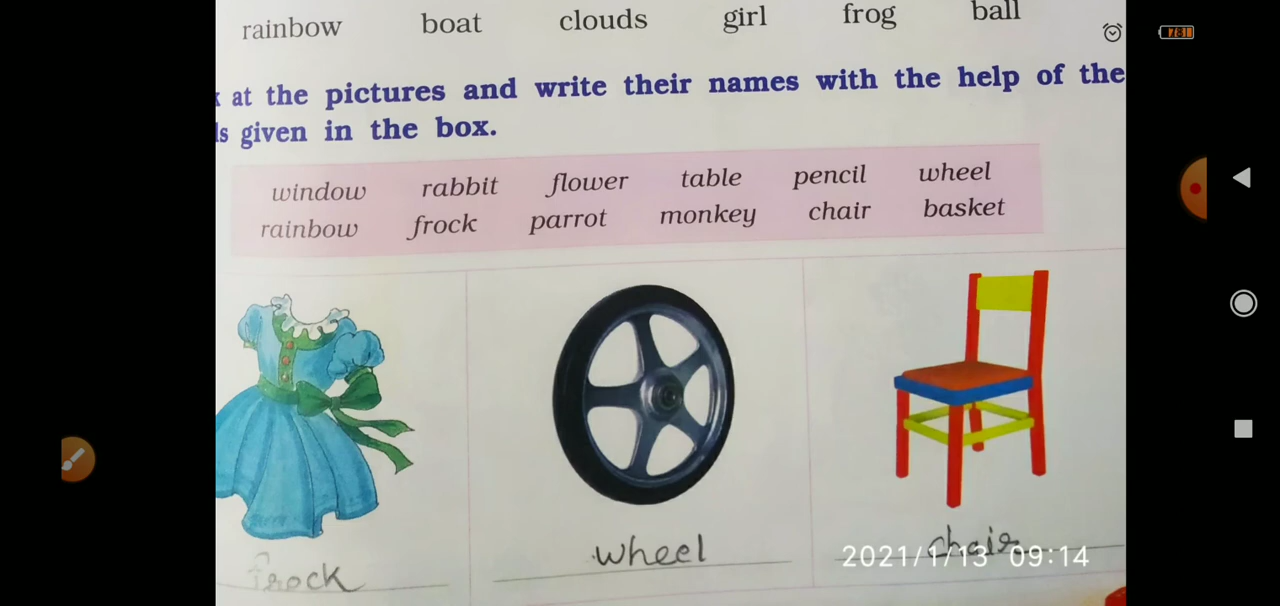 rainbow boat clouds girl frog ball
at the pictures and write their names with the help of the
given in the box.
window rabbit flower table pencil wheel
rainbow frock parrot monkey chair basket
frock wheel chair
2021/1/13 09:14